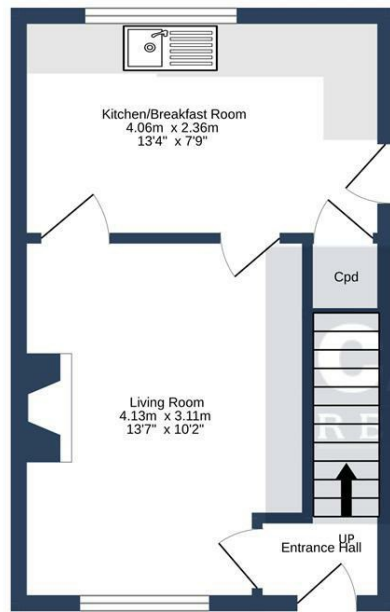 Kitchen/Breakfast Room
4.06m x 2.36m
13'4" x 7'9"
Cpd
Living Room
4.13m x 3.11m
13'7" x 10'2"
UP
Entrance Hall